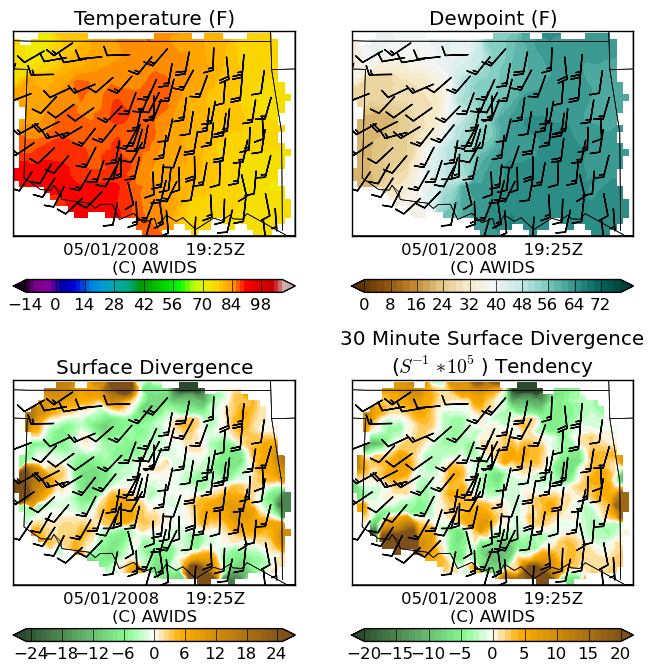 Temperature (F)
Dewpoint (F)
05/01/2008 19:25Z
(C) AWIDS
05/01/2008 19:25Z
(C) AWIDS
−14 0 14 28 42 56 70 84 98
0 8 16 24 32 40 48 56 64 72
Surface Divergence
30 Minute Surface Divergence
(S⁻¹ *10⁵ ) Tendency
05/01/2008 19:25Z
(C) AWIDS
05/01/2008 19:25Z
(C) AWIDS
−24 −18 −12 −6 0 6 12 18 24
−20 −15 −10 −5 0 5 10 15 20